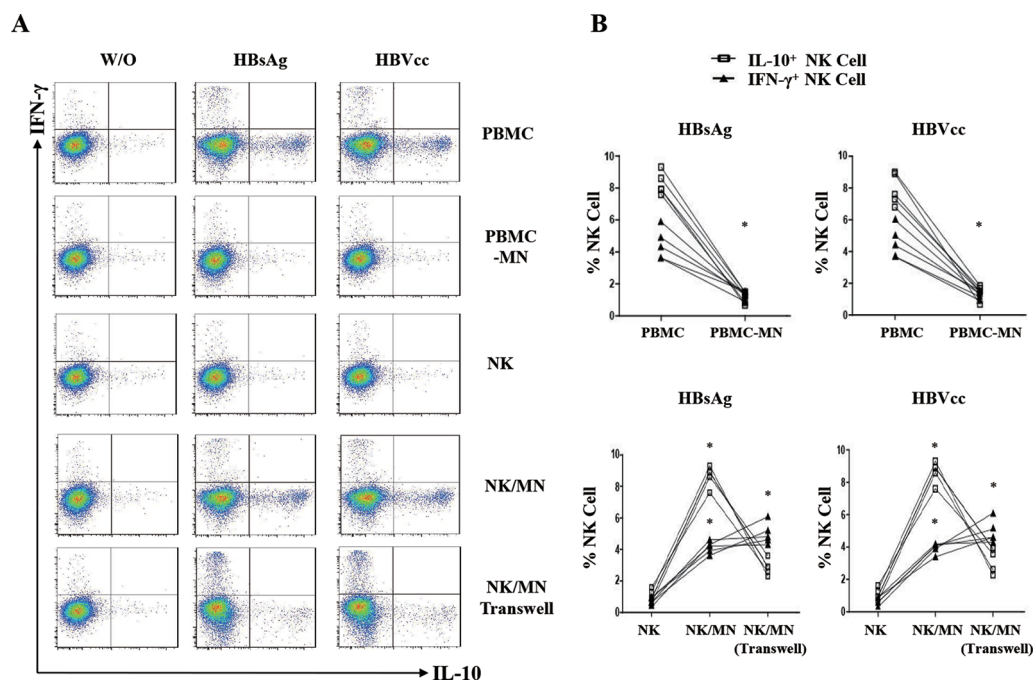 A
W/O HBsAg HBVcc
IFN-γ
PBMC
PBMC
-MN
NK
NK/MN
NK/MN
Transwell
IL-10
B
IL-10⁺ NK Cell
IFN-γ⁺ NK Cell
HBsAg
% NK Cell
10
8
6
4
2
0
*
PBMC PBMC-MN
HBVcc
% NK Cell
10
8
6
4
2
0
*
PBMC PBMC-MN
HBsAg
% NK Cell
10
8
6
4
2
0
*
*
*
NK NK/MN NK/MN
(Transwell)
HBVcc
% NK Cell
10
8
6
4
2
0
*
*
*
NK NK/MN NK/MN
(Transwell)